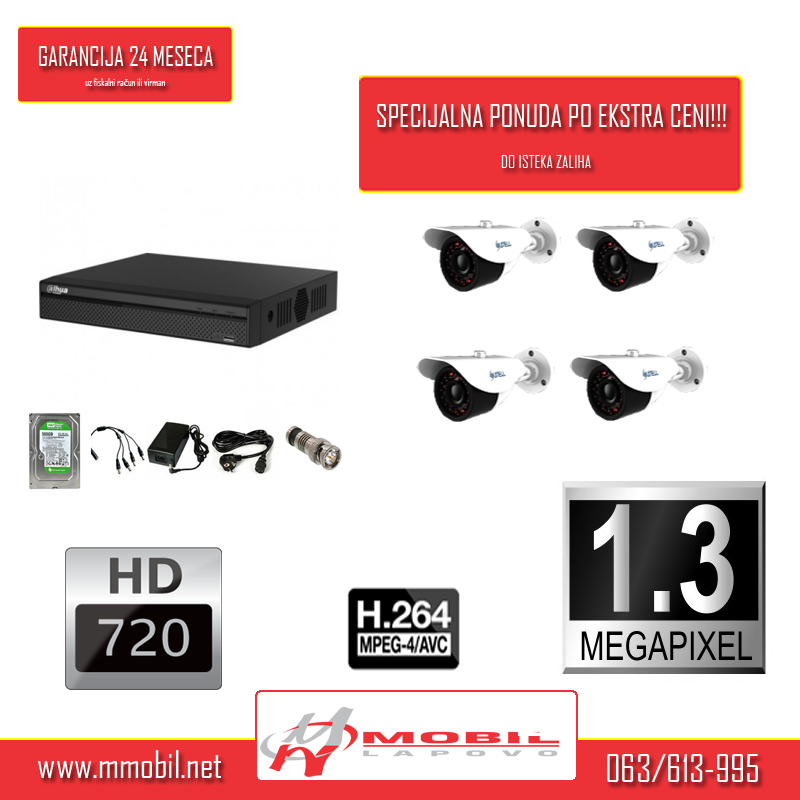 GARANCIJA 24 MESECA
uz fiskalni račun ili virman
SPECIJALNA PONUDA PO EKSTRA CENI!!!
DO ISTEKA ZALIHA
alhua
HD
720
H.264
MPEG-4/AVC
1.3
MEGAPIXEL
MOBIL
LAPOVO
www.mmobil.net
063/613-995